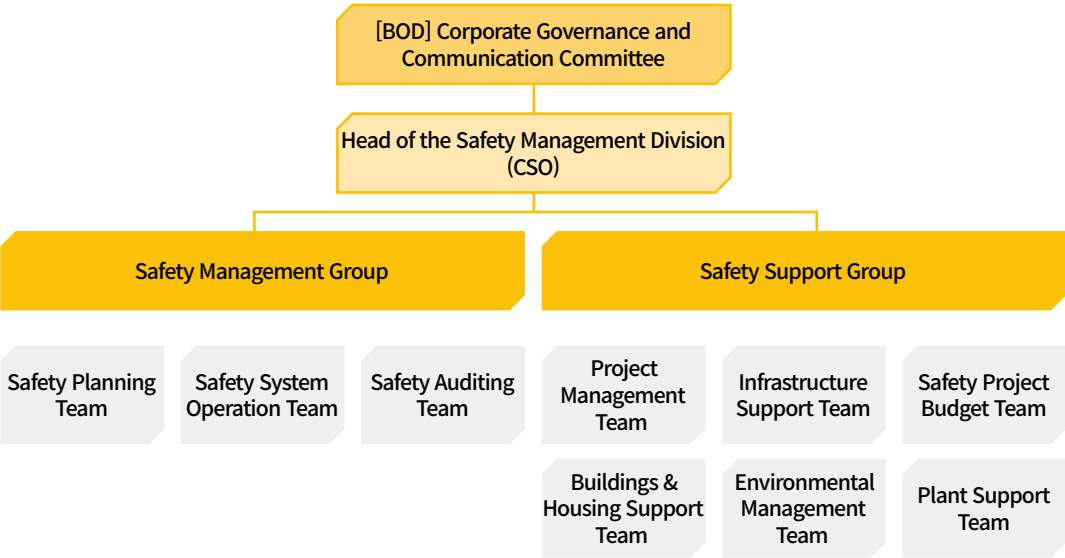 [BOD] Corporate Governance and
Communication Committee
Head of the Safety Management Division
(CSO)
Safety Management Group
Safety Support Group
Safety Planning
Team
Safety System
Operation Team
Safety Auditing
Team
Project
Management
Team
Infrastructure
Support Team
Safety Project
Budget Team
Buildings &
Housing Support
Team
Environmental
Management
Team
Plant Support
Team